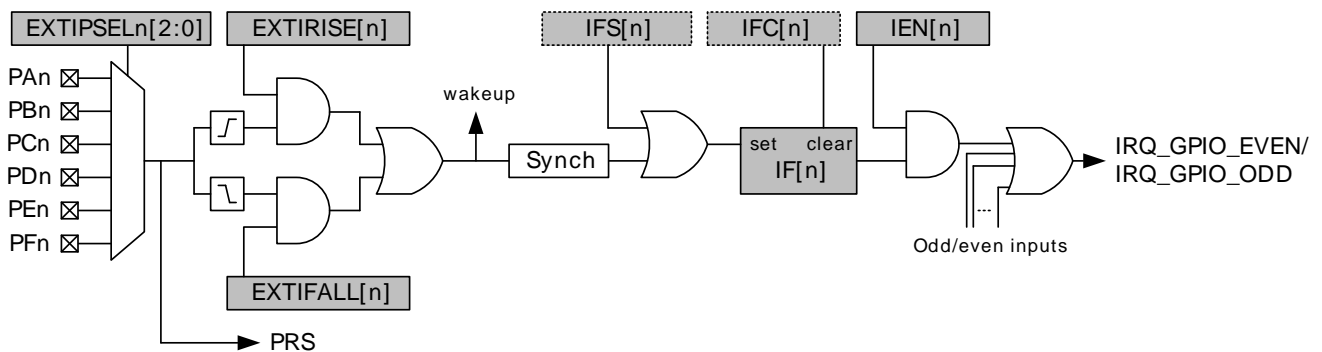 EXTIPSELn[2:0]
EXTIRISE[n]
IFS[n]
IFC[n]
IEN[n]
PAn
PBn
PCn
PDn
PEn
PFn
wakeup
Synch
set clear
IF[n]
IRQ_GPIO_EVEN/
IRQ_GPIO_ODD
Odd/even inputs
EXTIFALL[n]
PRS